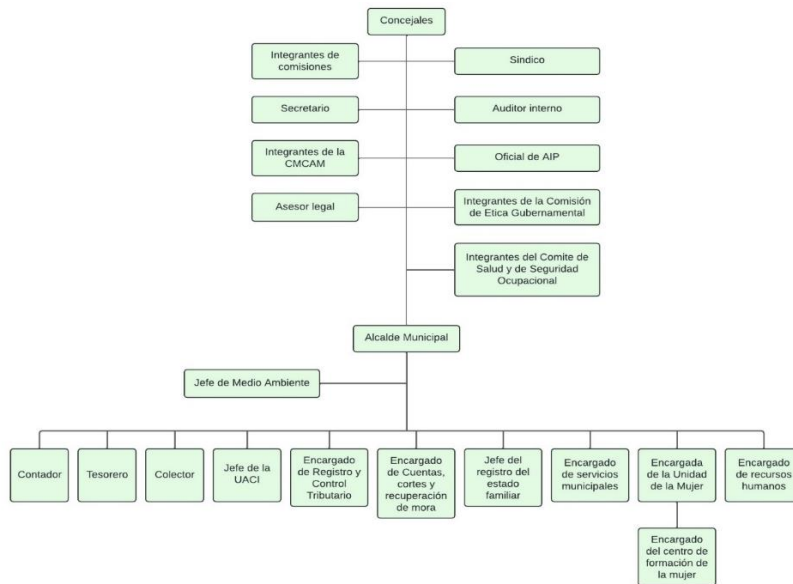 Concejales
Integrantes de
comisiones
Síndico
Secretario
Auditor interno
Integrantes de la
CMCAM
Oficial de AIP
Asesor legal
Integrantes de la Comisión
de Etica Gubernamental
Integrantes del Comite de
Salud y de Seguridad
Ocupacional
Alcalde Municipal
Jefe de Medio Ambiente
Contador
Tesorero
Colector
Jefe de la
UACI
Encargado
de Registro y
Control
Tributario
Encargado
de Cuentas,
cortes y
recuperación
de mora
Jefe del
registro del
estado
familiar
Encargado
de servicios
municipales
Encargada
de la Unidad
de la Mujer
Encargado
de recursos
humanos
Encargado
del centro de
formación de
la mujer